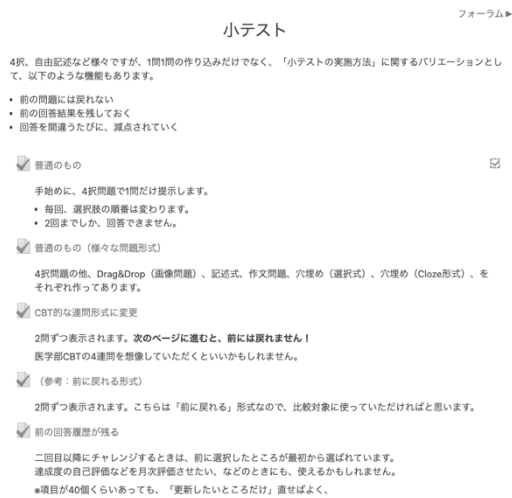 フォーラム▶
小テスト
4択、自由記述など様々ですが、1問1問の作り込みだけでなく、「小テストの実施方法」に関するバリエーションとし
て、以下のような機能もあります。
• 前の問題には戻れない
• 前の回答結果を残しておく
• 回答を間違うたびに、減点されていく
普通のもの
手始めに、4択問題で1問だけ提示します。
• 毎回、選択肢の順番は変わります。
• 2回までしか、回答できません。
普通のもの（様々な問題形式）
4択問題の他、Drag&Drop（画像問題）、記述式、作文問題、穴埋め（選択式）、穴埋め（Cloze形式）、を
それぞれ作ってあります。
CBT的な連問形式に変更
2問ずつ表示されます。次のページに進むと、前には戻れません！
医学部CBTの4連問を想像していただくといいかもしれません。
（参考：前に戻れる形式）
2問ずつ表示されます。こちらは「前に戻れる」形式なので、比較対象に使っていただければと思います。
前の回答履歴が残る
二回目以降にチャレンジするときは、前に選択したところが最初から選ばれています。
達成度の自己評価などを月次評価させたい、などのときにも、使えるかもしれません。
※項目が40個くらいあっても、「更新したいところだけ」直せばよく、